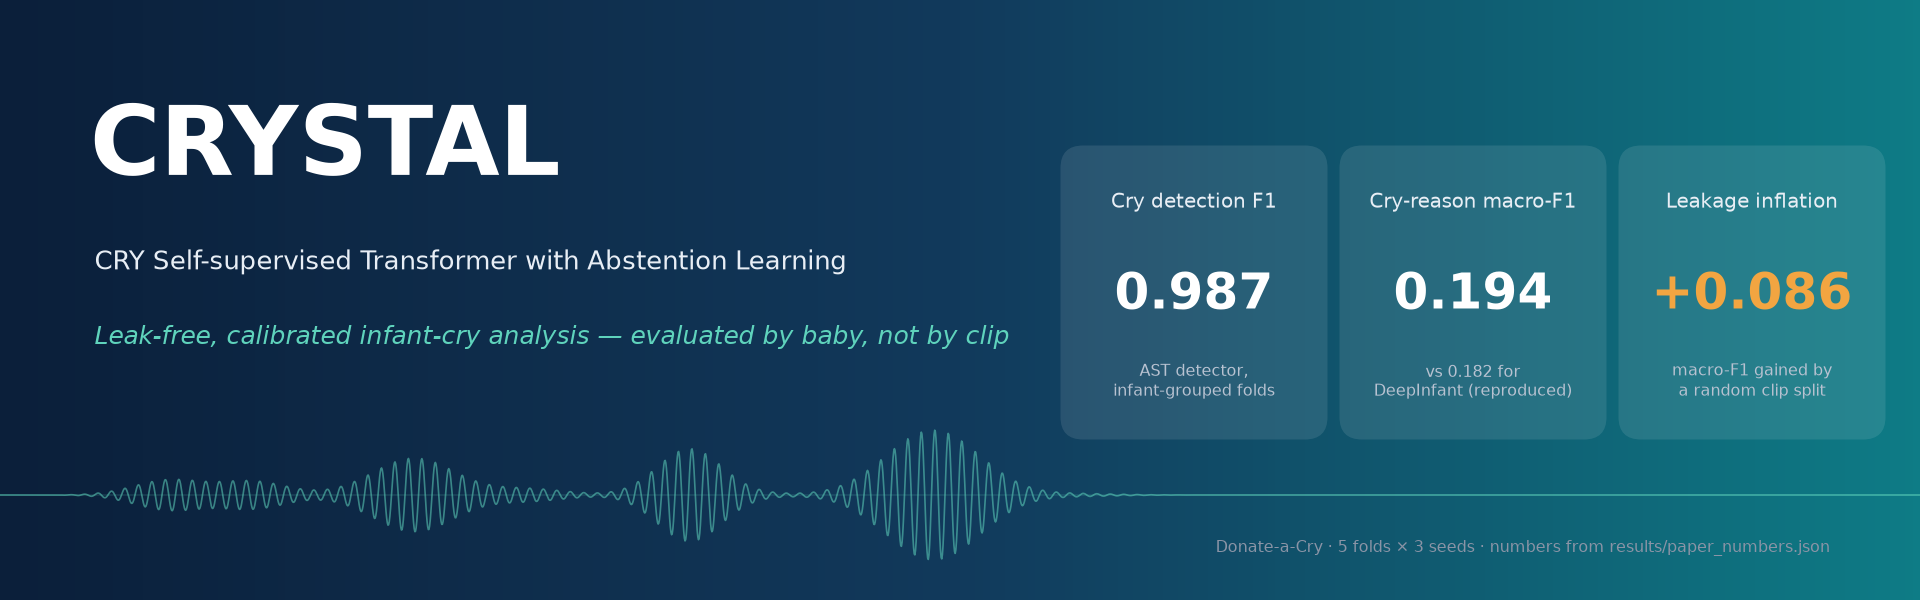 CRYSTAL
CRY Self-supervised Transformer with Abstention Learning
Leak-free, calibrated infant-cry analysis — evaluated by baby, not by clip
Cry detection F1
0.987
AST detector,
infant-grouped folds
Cry-reason macro-F1
0.194
vs 0.182 for
DeepInfant (reproduced)
Leakage inflation
+0.086
macro-F1 gained by
a random clip split
Donate-a-Cry · 5 folds × 3 seeds · numbers from results/paper_numbers.json